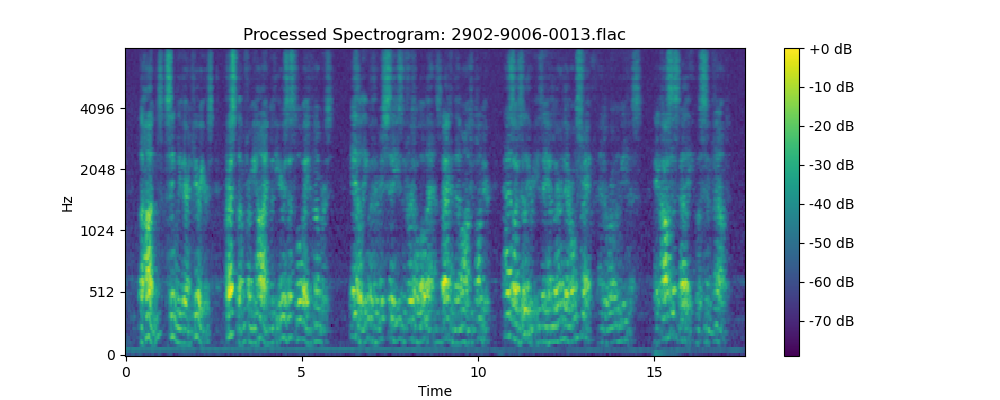 Processed Spectrogram: 2902-9006-0013.flac
Hz
4096
2048
1024
512
0
0 5 10 15
Time
+0 dB
-10 dB
-20 dB
-30 dB
-40 dB
-50 dB
-60 dB
-70 dB